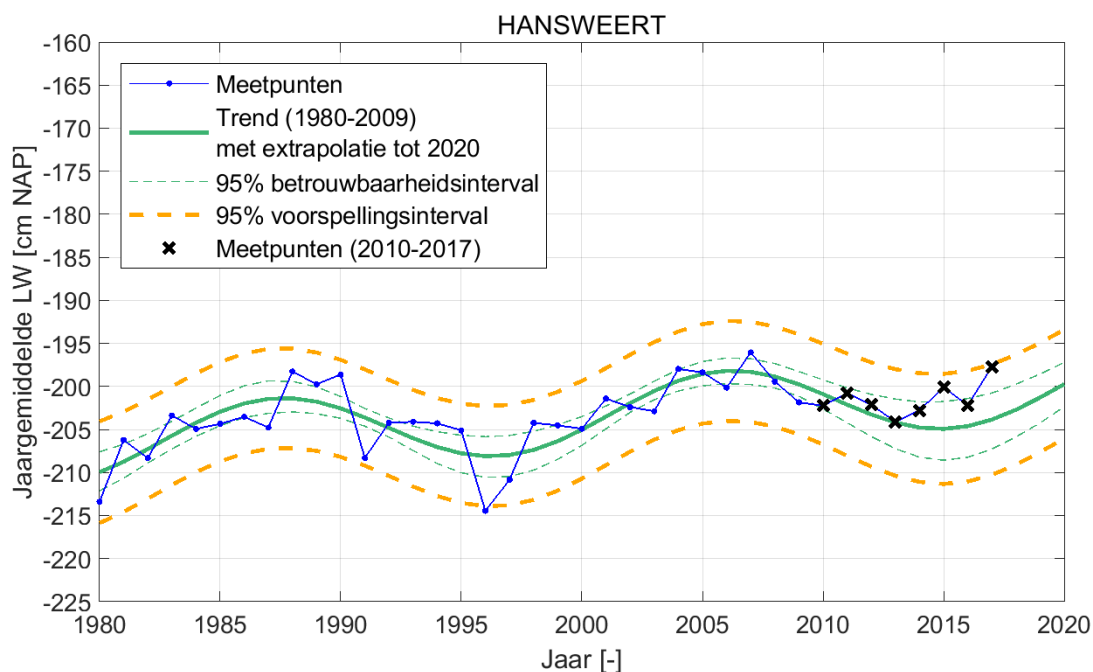 HANSWEERT
Jaargemiddelde LW [cm NAP]
-160
-165
-170
-175
-180
-185
-190
-195
-200
-205
-210
-215
-220
-225
Meetpunten
Trend (1980-2009)
met extrapolatie tot 2020
95% betrouwbaarheidsinterval
95% voorspellingsinterval
Meetpunten (2010-2017)
1980 1985 1990 1995 2000 2005 2010 2015 2020
Jaar [-]